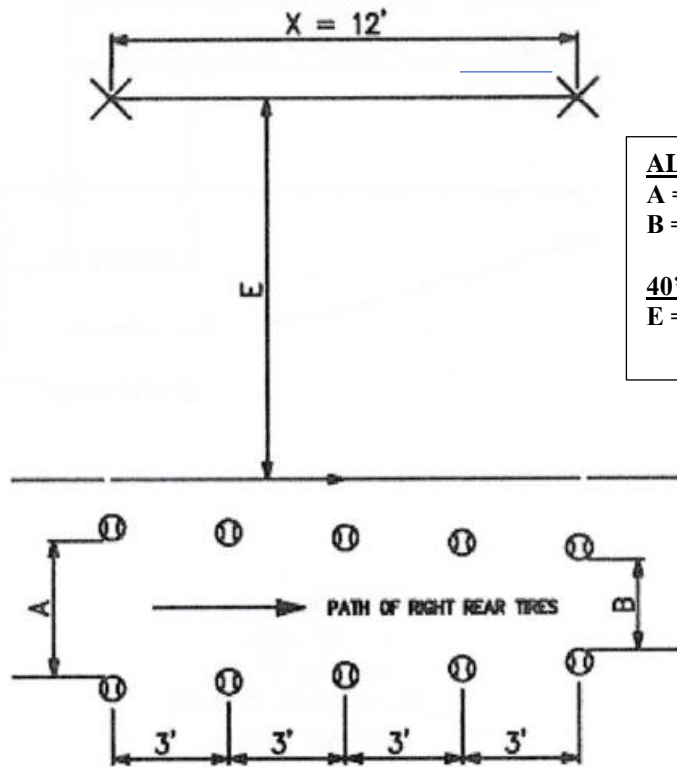 X = 12'
E
AL
A =
B =
40'
E =
A
PATH OF RIGHT REAR TIRES
B
3' 3' 3' 3'